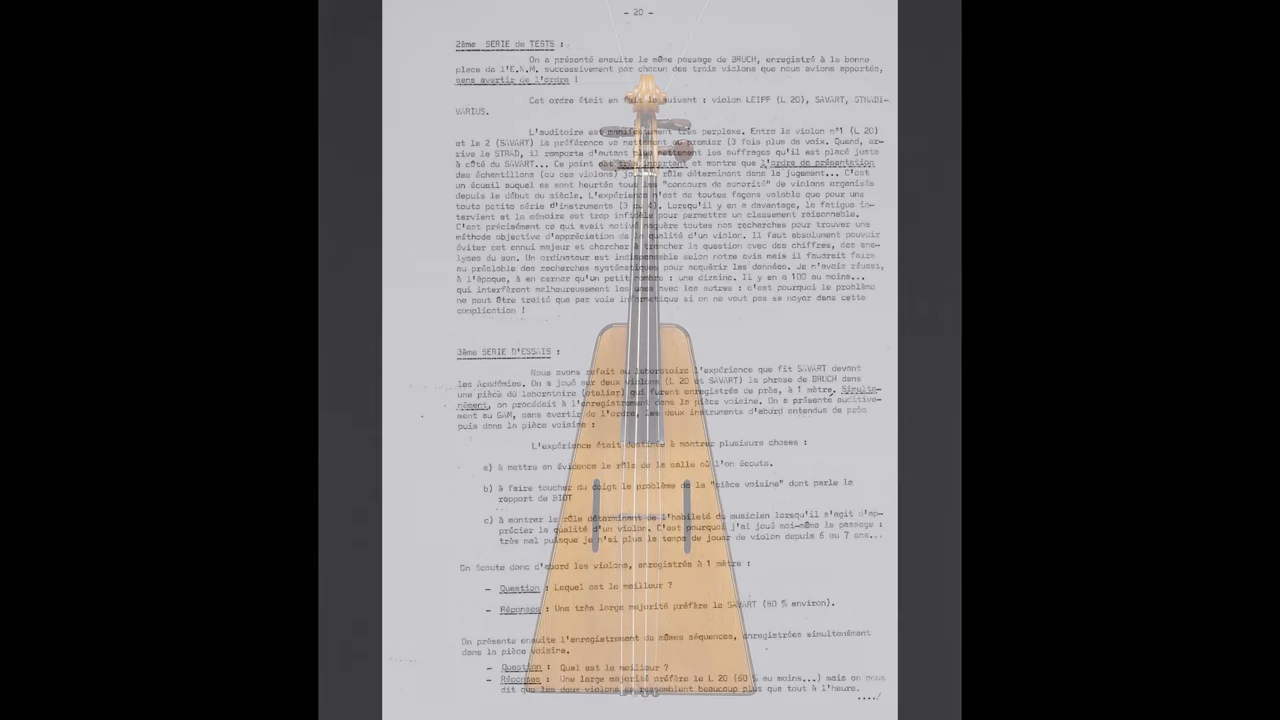 - 20 -
2ème SERIE de TESTS :
On a présenté ensuite le même passage de BRUCH, enregistré à la bonne
place de l'E.N.M. successivement par chacun des trois violons que nous avions apportés,
sans avertir de l'ordre !
Cet ordre était en fait le suivant : violon LEIPP (L 20), SAVART, STRADI-
VARIUS.
L'auditoire est manifestement très perplexe. Entre le violon n°1 (L 20)
et le 2 (SAVART) la préférence va nettement au premier (3 fois plus de voix. Quand, ar-
rive le STRAD, il remporte d'autant plus nettement les suffrages qu'il est placé juste
à côté du SAVART... Ce point est très important et montre que l'ordre de présentation
des échantillons (ou des violons) joue un rôle déterminant dans le jugement... C'est
un écueil auquel se sont heurtés tous les "concours de sonorité" de violons organisés
depuis le début du siècle. L'expérience n'est de toutes façons valable que pour une
toute petite série d'instruments (3 ou 4). Lorsqu'il y en a davantage, la fatigue in-
tervient et la mémoire est trop infidèle pour permettre un classement raisonnable.
C'est précisément ce qui avait motivé naguère toutes nos recherches pour trouver une
méthode objective d'appréciation de la qualité d'un violon. Il faut absolument pouvoir
éviter cet ennui majeur et chercher à trancher la question avec des chiffres, des ana-
lyses du son. Un ordinateur est indispensable selon notre avis mais il faudrait faire
au préalable des recherches systématiques pour acquérir les données. Je n'avais réussi,
à l'époque, à en cerner qu'un petit nombre : une dizaine. Il y en a 100 au moins...
qui interfèrent malheureusement les unes avec les autres : c'est pourquoi le problème
ne peut être traité que par voie informatique si on ne veut pas se noyer dans cette
complication !
3ème SERIE D'ESSAIS :
Nous avons refait au laboratoire l'expérience que fit SAVART devant
les Académies. On a joué sur deux violons (L 20 et SAVART) la phrase de BRUCH dans
une pièce du laboratoire (atelier) qui furent enregistrés de près, à 1 mètre. Simulta-
nément, on procédait à l'enregistrement dans la pièce voisine. On a présenté auditive-
ment au GAM, sans avertir de l'ordre, les deux instruments d'abord entendus de près
puis dans la pièce voisine :
L'expérience était destinée à montrer plusieurs choses :
a) à mettre en évidence le rôle de la salle où l'on écoute.
b) à faire toucher du doigt le problème de la "pièce voisine" dont parle le
rapport de BIOT
c) à montrer le rôle déterminant de l'habileté du musicien lorsqu'il s'agit d'ap-
précier la qualité d'un violon. C'est pourquoi j'ai joué moi-même le passage :
très mal puisque je n'ai plus le temps de jouer de violon depuis 6 ou 7 ans...
On écoute donc d'abord les violons, enregistrés à 1 mètre :
- Question : Lequel est le meilleur ?
- Réponses : Une très large majorité préfère le SAVART (80 % environ).
On présente ensuite l'enregistrement de mêmes séquences, enregistrées simultanément
dans la pièce voisine.
- Question : Quel est le meilleur ?
- Réponses : Une large majorité préfère le L 20 (60 % au moins...) mais on nous
dit que les deux violons se ressemblent beaucoup plus que tout à l'heure.
..../